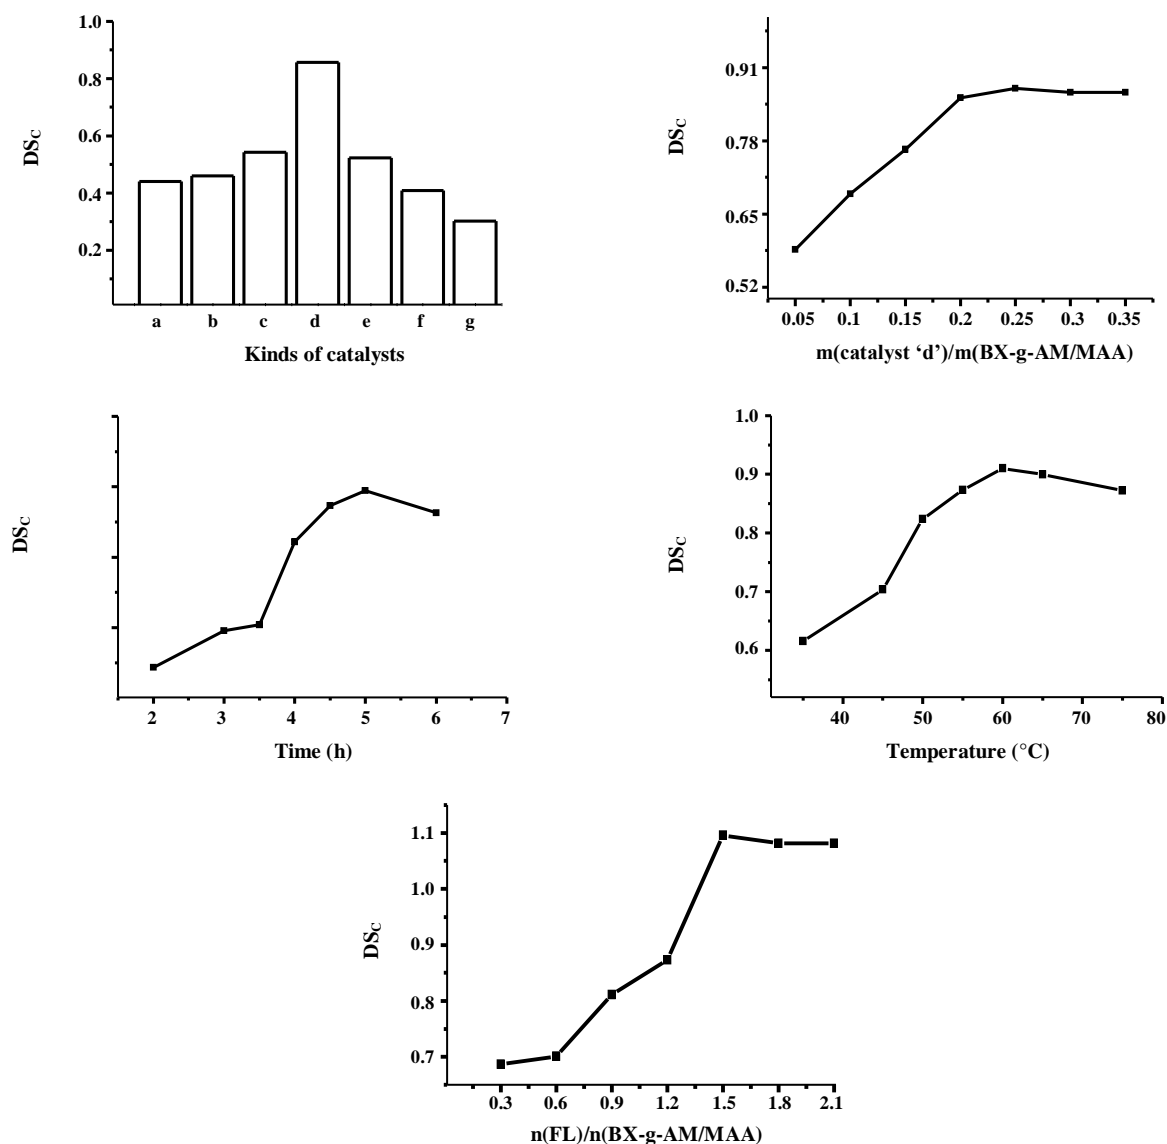 1.0
0.8
0.6
0.4
0.2
DSC
a b c d e f g
Kinds of catalysts
0.91
0.78
0.65
0.52
DSC
0.05 0.1 0.15 0.2 0.25 0.3 0.35
m(catalyst ‘d’)/m(BX-g-AM/MAA)
DSC
2 3 4 5 6 7
Time (h)
1.0
0.9
0.8
0.7
0.6
DSC
40 50 60 70 80
Temperature (°C)
1.1
1.0
0.9
0.8
0.7
DSC
0.3 0.6 0.9 1.2 1.5 1.8 2.1
n(FL)/n(BX-g-AM/MAA)